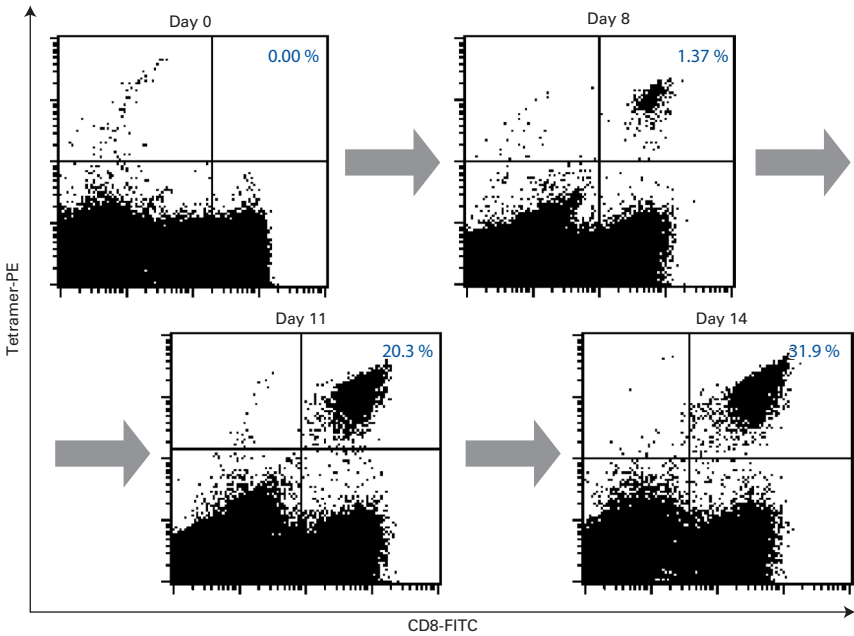 Day 0
0.00 %
Day 8
1.37 %
Day 11
20.3 %
Day 14
31.9 %
Tetramer-PE
CD8-FITC